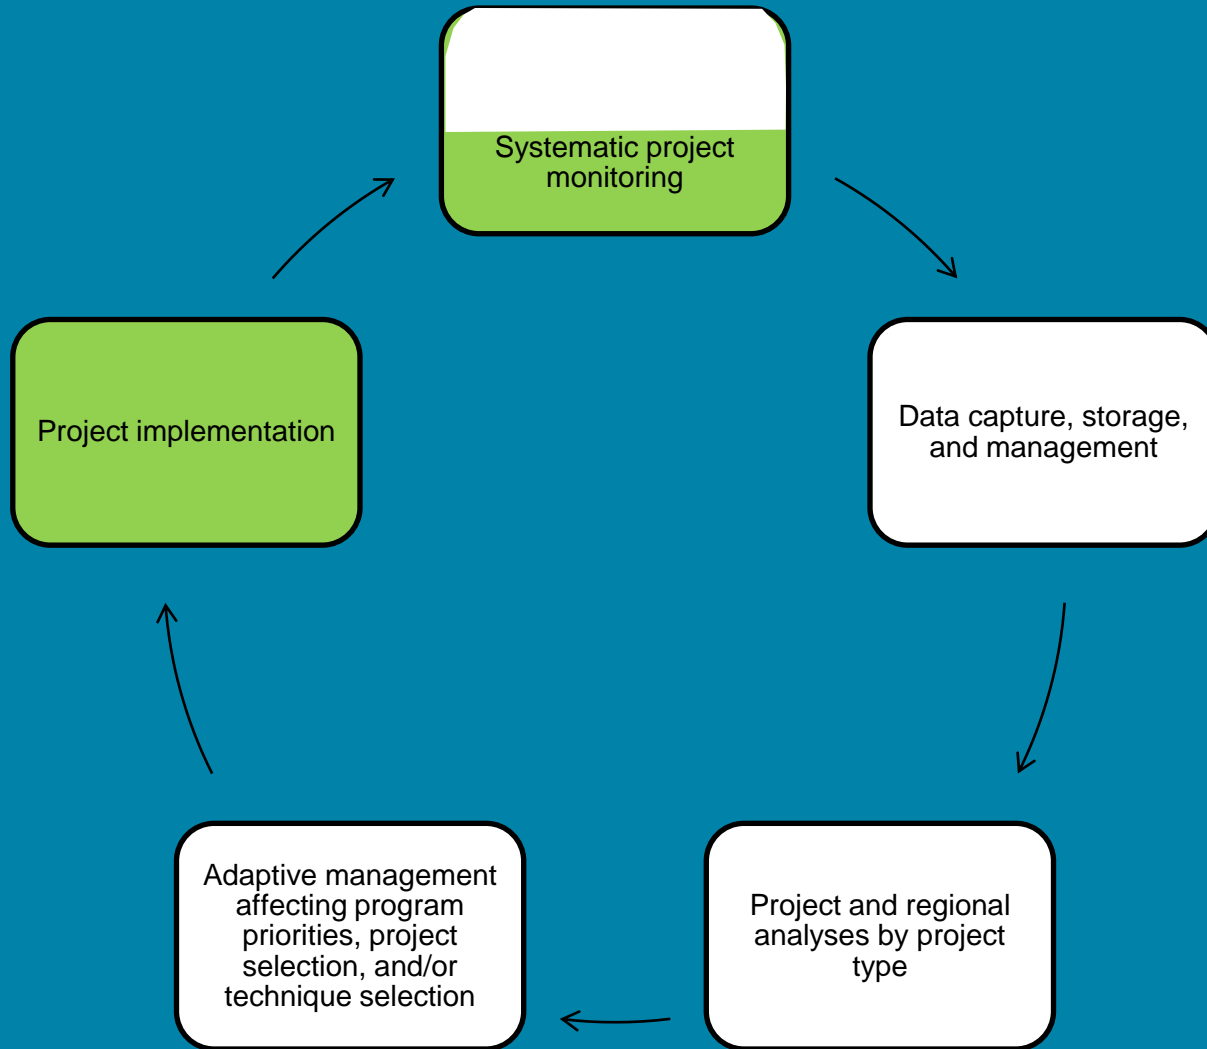 Systematic project
monitoring
Project implementation
Data capture, storage,
and management
Adaptive management
affecting program
priorities, project
selection, and/or
technique selection
Project and regional
analyses by project
type